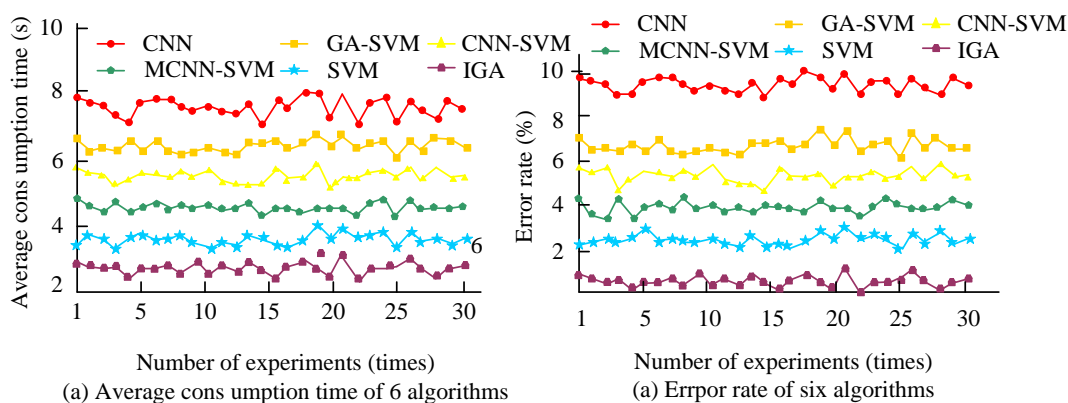 Average cons umption time (s)
10
8
6
4
2
CNN
GA-SVM
CNN-SVM
MCNN-SVM
SVM
IGA
6
1
5
10
15
20
25
30
Number of experiments (times)
(a) Average cons umption time of 6 algorithms
Error rate (%)
10
8
6
4
2
CNN
GA-SVM
CNN-SVM
MCNN-SVM
SVM
IGA
1
5
10
15
20
25
30
Number of experiments (times)
(a) Errpor rate of six algorithms